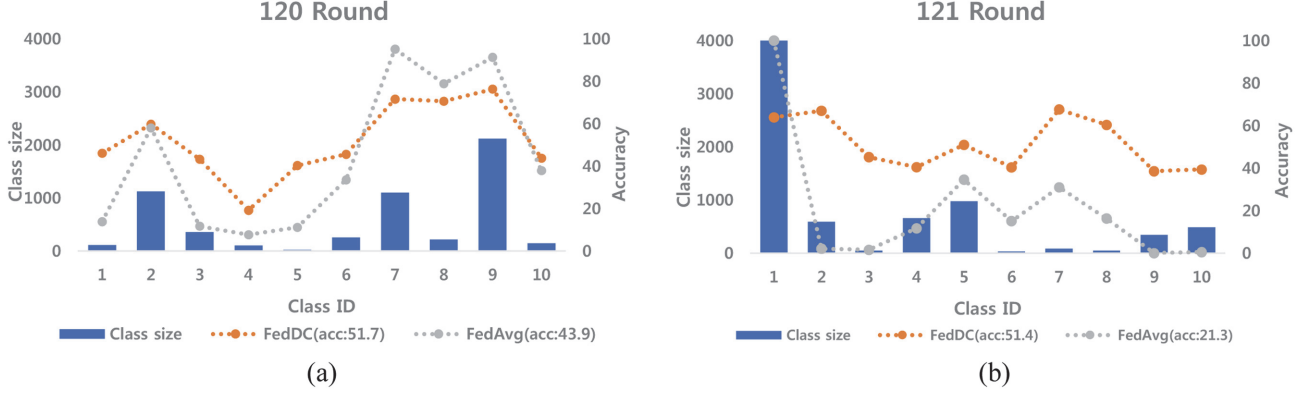 120 Round
4000
3000
2000
1000
0
Class size
100
80
60
40
20
0
Accuracy
1 2 3 4 5 6 7 8 9 10
Class ID
Class size FedDC(acc:51.7) FedAvg(acc:43.9)
(a)
121 Round
4000
3000
2000
1000
0
Class size
100
80
60
40
20
0
Accuracy
1 2 3 4 5 6 7 8 9 10
Class ID
Class size FedDC(acc:51.4) FedAvg(acc:21.3)
(b)